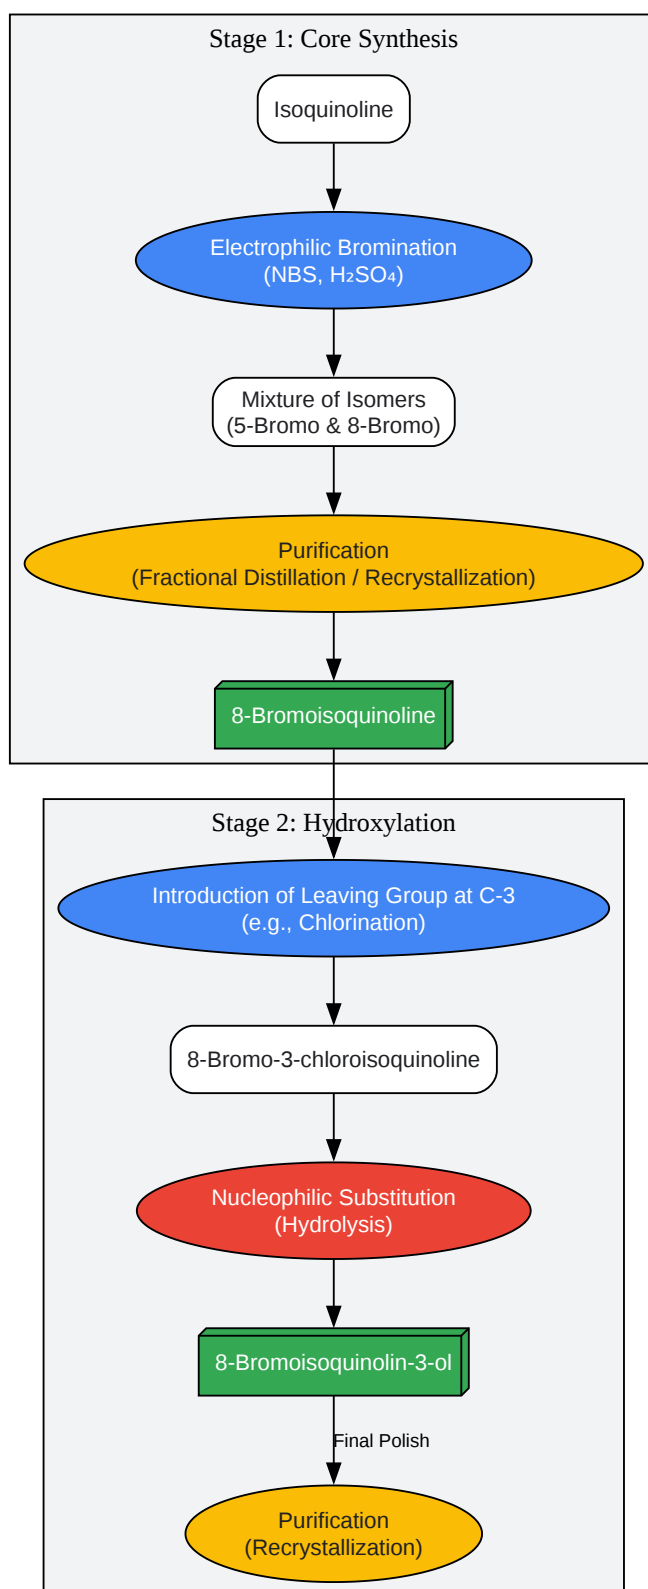 Stage 1: Core Synthesis
Isoquinoline
Electrophilic Bromination
(NBS, H₂SO₄)
Mixture of Isomers
(5-Bromo & 8-Bromo)
Purification
(Fractional Distillation / Recrystallization)
8-Bromoisoquinoline
Stage 2: Hydroxylation
Introduction of Leaving Group at C-3
(e.g., Chlorination)
8-Bromo-3-chloroisoquinoline
Nucleophilic Substitution
(Hydrolysis)
8-Bromoisoquinolin-3-ol
Final Polish
Purification
(Recrystallization)